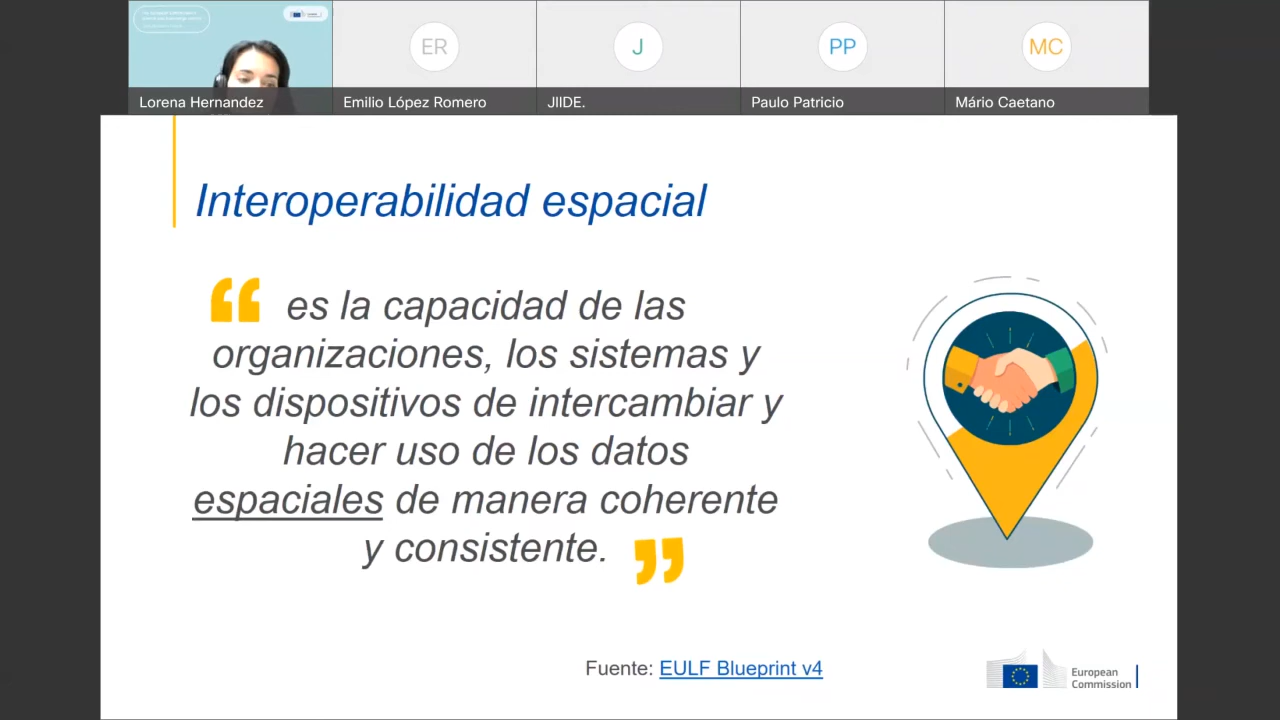 ER
J
PP
MC
Lorena Hernandez
Emilio López Romero
JIIDE.
Paulo Patricio
Mário Caetano
Interoperabilidad espacial
“ es la capacidad de las
organizaciones, los sistemas y
los dispositivos de intercambiar y
hacer uso de los datos
espaciales de manera coherente
y consistente. ”
Fuente: EULF Blueprint v4
European
Commission